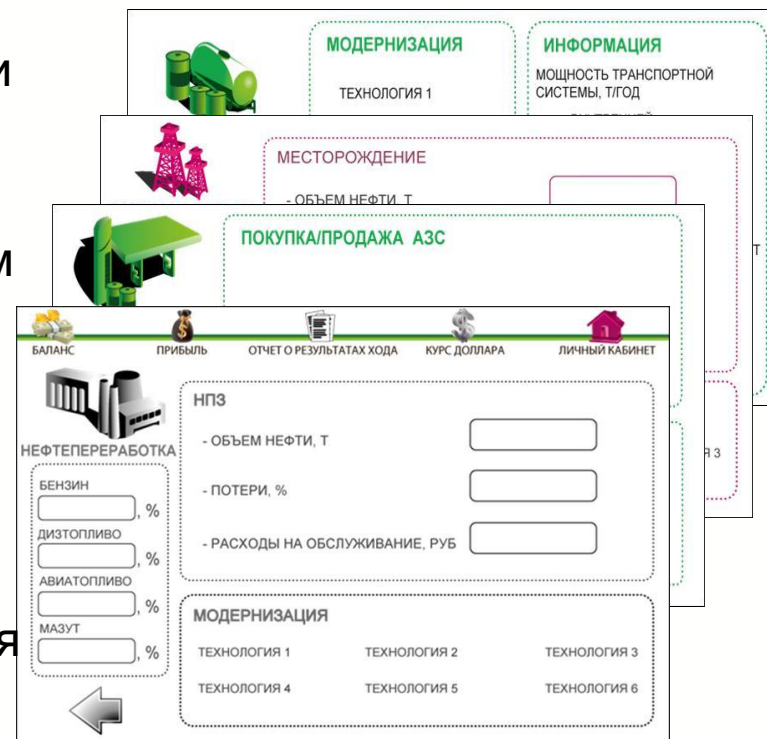 И
М
Я
МОДЕРНИЗАЦИЯ
ТЕХНОЛОГИЯ 1
ИНФОРМАЦИЯ
МОЩНОСТЬ ТРАНСПОРТНОЙ
СИСТЕМЫ, Т/ГОД
МЕСТОРОЖДЕНИЕ
- ОБЪЕМ НЕФТИ, Т
Т
ПОКУПКА/ПРОДАЖА АЗС
Я 3
БАЛАНС
ПРИБЫЛЬ
ОТЧЕТ О РЕЗУЛЬТАТАХ ХОДА
КУРС ДОЛЛАРА
ЛИЧНЫЙ КАБИНЕТ
НЕФТЕПЕРЕРАБОТКА
БЕНЗИН
, %
ДИЗТОПЛИВО
, %
АВИАТОПЛИВО
, %
МАЗУТ
, %
НПЗ
- ОБЪЕМ НЕФТИ, Т
- ПОТЕРИ, %
- РАСХОДЫ НА ОБСЛУЖИВАНИЕ, РУБ
МОДЕРНИЗАЦИЯ
ТЕХНОЛОГИЯ 1 ТЕХНОЛОГИЯ 2 ТЕХНОЛОГИЯ 3
ТЕХНОЛОГИЯ 4 ТЕХНОЛОГИЯ 5 ТЕХНОЛОГИЯ 6